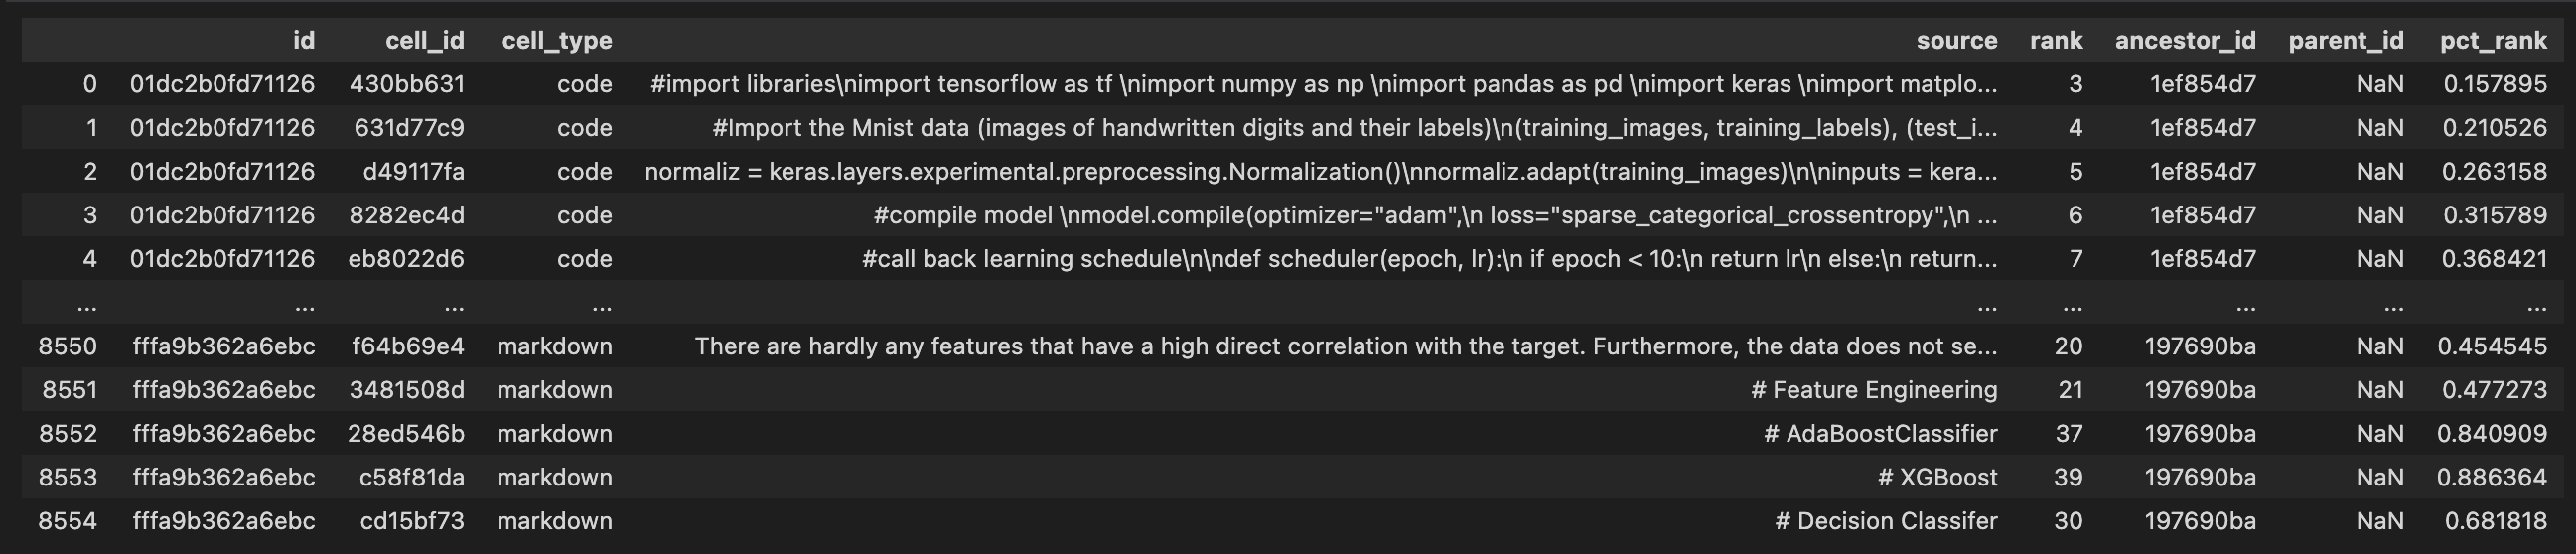 id cell_id cell_type source rank ancestor_id parent_id pct_rank
0 01dc2b0fd71126 430bb631 code #import libraries\nimport tensorflow as tf \nimport numpy as np \nimport pandas as pd \nimport keras \nimport matplo... 3 1ef854d7 NaN 0.157895
1 01dc2b0fd71126 631d77c9 code #Import the Mnist data (images of handwritten digits and their labels)\n(training_images, training_labels), (test_i... 4 1ef854d7 NaN 0.210526
2 01dc2b0fd71126 d49117fa code normaliz = keras.layers.experimental.preprocessing.Normalization()\nnormaliz.adapt(training_images)\n\ninputs = kera... 5 1ef854d7 NaN 0.263158
3 01dc2b0fd71126 8282ec4d code #compile model \nmodel.compile(optimizer="adam",\n loss="sparse_categorical_crossentropy",\n ... 6 1ef854d7 NaN 0.315789
4 01dc2b0fd71126 eb8022d6 code #call back learning schedule\n\ndef scheduler(epoch, lr):\n if epoch < 10:\n return lr\n else:\n return... 7 1ef854d7 NaN 0.368421
... ... ... ... ... ... ... ... ...
8550 fffa9b362a6ebc f64b69e4 markdown There are hardly any features that have a high direct correlation with the target. Furthermore, the data does not se... 20 197690ba NaN 0.454545
8551 fffa9b362a6ebc 3481508d markdown # Feature Engineering 21 197690ba NaN 0.477273
8552 fffa9b362a6ebc 28ed546b markdown # AdaBoostClassifier 37 197690ba NaN 0.840909
8553 fffa9b362a6ebc c58f81da markdown # XGBoost 39 197690ba NaN 0.886364
8554 fffa9b362a6ebc cd15bf73 markdown # Decision Classifer 30 197690ba NaN 0.681818